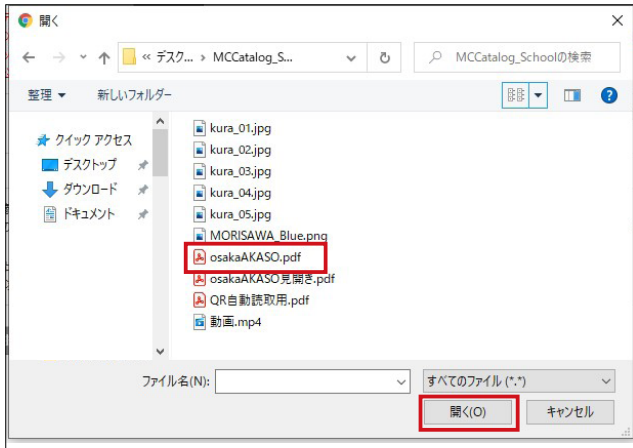 開く
« デスク... › MCCatalog_S...
MCCatalog_Schoolの検索
整理
新しいフォルダー
クイック アクセス
デスクトップ
ダウンロード
ドキュメント
kura_01.jpg
kura_02.jpg
kura_03.jpg
kura_04.jpg
kura_05.jpg
MORISAWA_Blue.png
osakaAKASO.pdf
osakaAKASO見開き.pdf
QR自動読取用.pdf
動画.mp4
ファイル名(N):
すべてのファイル (*.*)
開く(O)
キャンセル